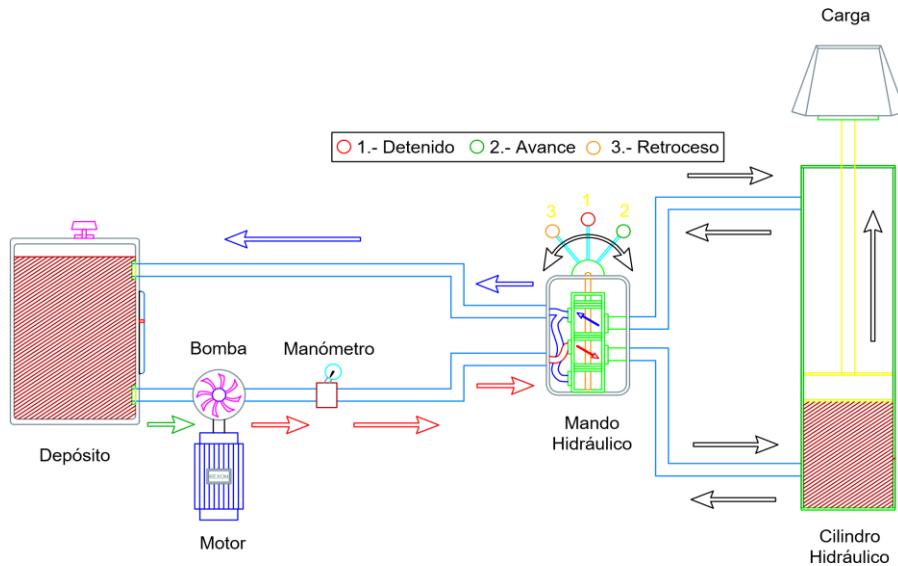 Carga
1.- Detenido 2.- Avance 3.- Retroceso
1
3 2
Bomba
Manómetro
Mando
Hidráulico
Depósito
Motor
Cilindro
Hidráulico